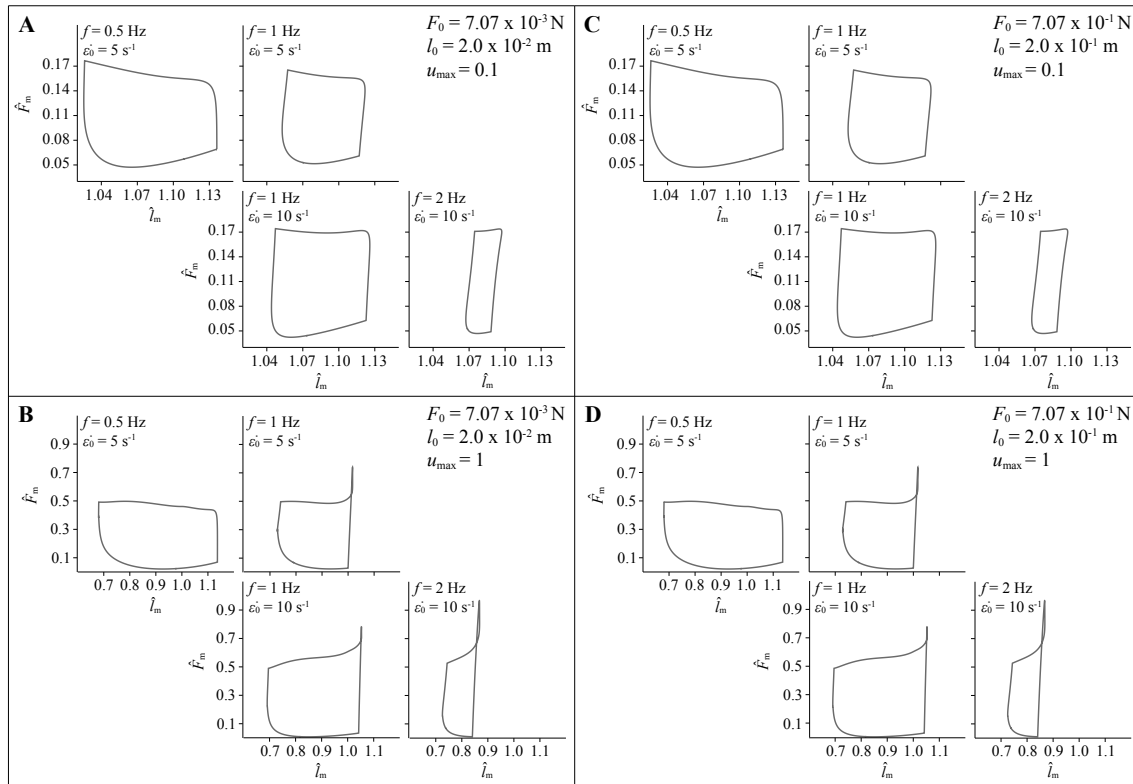 A
f = 0.5 Hz
ε̇₀ = 5 s⁻¹
f = 1 Hz
ε̇₀ = 5 s⁻¹
F₀ = 7.07 x 10⁻³ N
l₀ = 2.0 x 10⁻² m
uₘₐₓ = 0.1
F̂ₘ
0.17
0.14
0.11
0.08
0.05
1.04 1.07 1.10 1.13
l̂ₘ
f = 1 Hz
ε̇₀ = 10 s⁻¹
f = 2 Hz
ε̇₀ = 10 s⁻¹
F̂ₘ
0.17
0.14
0.11
0.08
0.05
1.04 1.07 1.10 1.13
l̂ₘ
1.04 1.07 1.10 1.13
l̂ₘ
C
f = 0.5 Hz
ε̇₀ = 5 s⁻¹
f = 1 Hz
ε̇₀ = 5 s⁻¹
F₀ = 7.07 x 10⁻¹ N
l₀ = 2.0 x 10⁻¹ m
uₘₐₓ = 0.1
F̂ₘ
0.17
0.14
0.11
0.08
0.05
1.04 1.07 1.10 1.13
l̂ₘ
f = 1 Hz
ε̇₀ = 10 s⁻¹
f = 2 Hz
ε̇₀ = 10 s⁻¹
F̂ₘ
0.17
0.14
0.11
0.08
0.05
1.04 1.07 1.10 1.13
l̂ₘ
1.04 1.07 1.10 1.13
l̂ₘ
B
f = 0.5 Hz
ε̇₀ = 5 s⁻¹
f = 1 Hz
ε̇₀ = 5 s⁻¹
F₀ = 7.07 x 10⁻³ N
l₀ = 2.0 x 10⁻² m
uₘₐₓ = 1
F̂ₘ
0.9
0.7
0.5
0.3
0.1
0.7 0.8 0.9 1.0 1.1
l̂ₘ
f = 1 Hz
ε̇₀ = 10 s⁻¹
f = 2 Hz
ε̇₀ = 10 s⁻¹
F̂ₘ
0.9
0.7
0.5
0.3
0.1
0.7 0.8 0.9 1.0 1.1
l̂ₘ
0.7 0.8 0.9 1.0 1.1
l̂ₘ
D
f = 0.5 Hz
ε̇₀ = 5 s⁻¹
f = 1 Hz
ε̇₀ = 5 s⁻¹
F₀ = 7.07 x 10⁻¹ N
l₀ = 2.0 x 10⁻¹ m
uₘₐₓ = 1
F̂ₘ
0.9
0.7
0.5
0.3
0.1
0.7 0.8 0.9 1.0 1.1
l̂ₘ
f = 1 Hz
ε̇₀ = 10 s⁻¹
f = 2 Hz
ε̇₀ = 10 s⁻¹
F̂ₘ
0.9
0.7
0.5
0.3
0.1
0.7 0.8 0.9 1.0 1.1
l̂ₘ
0.7 0.8 0.9 1.0 1.1
l̂ₘ